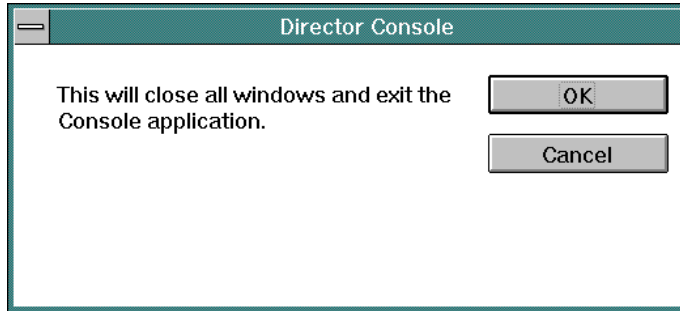 Director Console
This will close all windows and exit the
Console application.
OK
Cancel